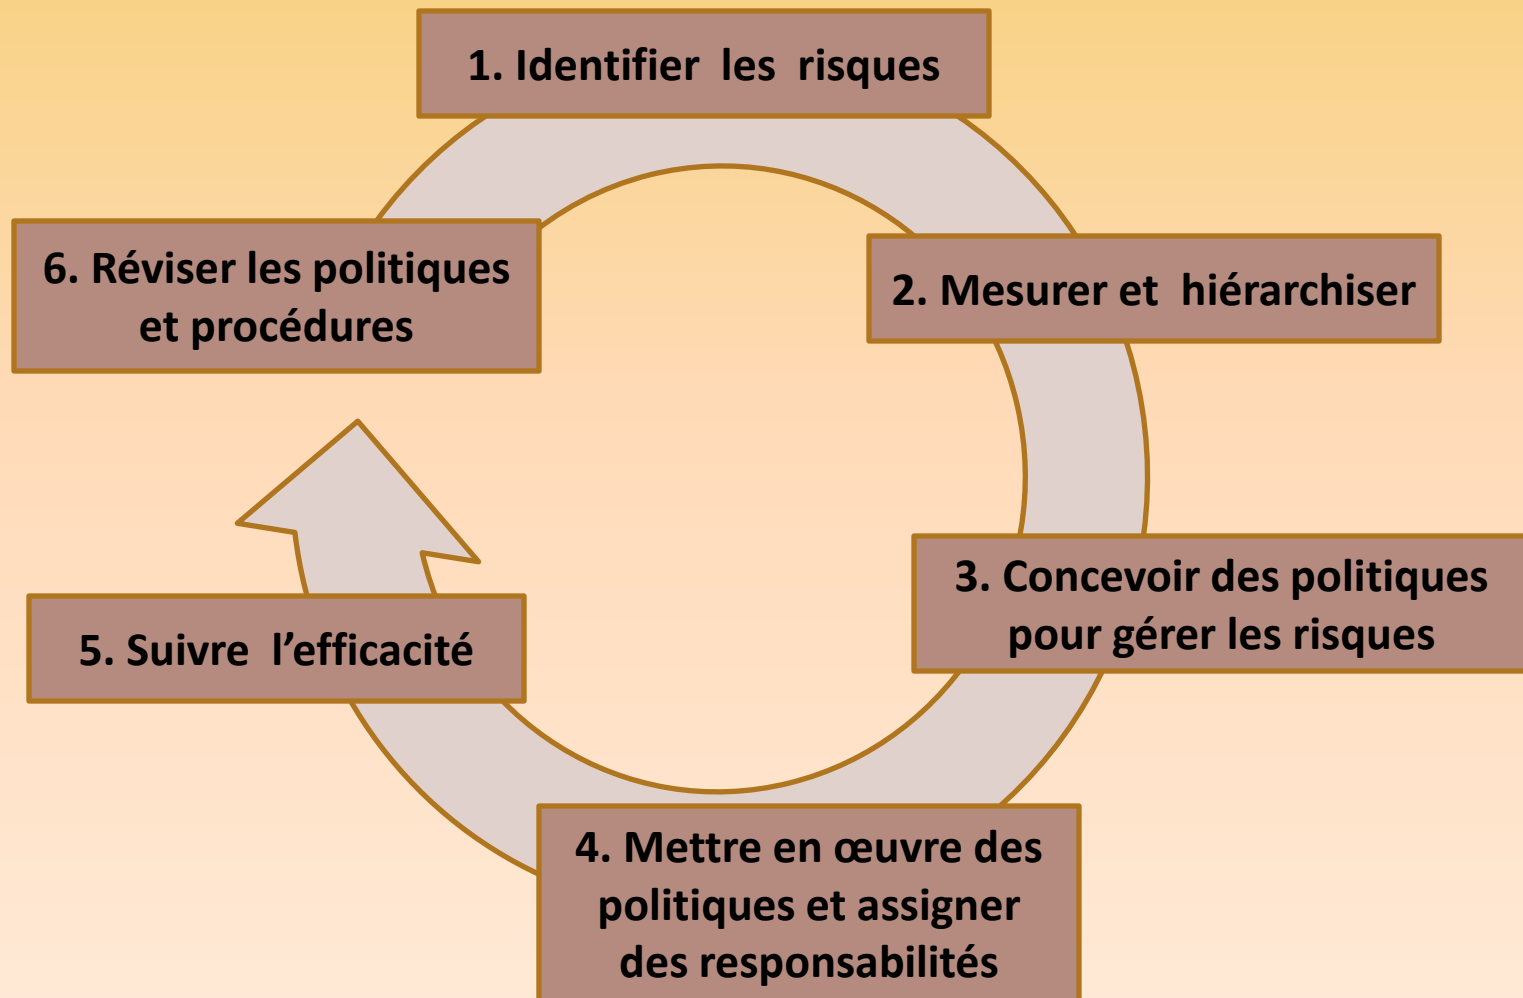 1. Identifier les risques
2. Mesurer et hiérarchiser
3. Concevoir des politiques
pour gérer les risques
4. Mettre en œuvre des
politiques et assigner
des responsabilités
5. Suivre l’efficacité
6. Réviser les politiques
et procédures